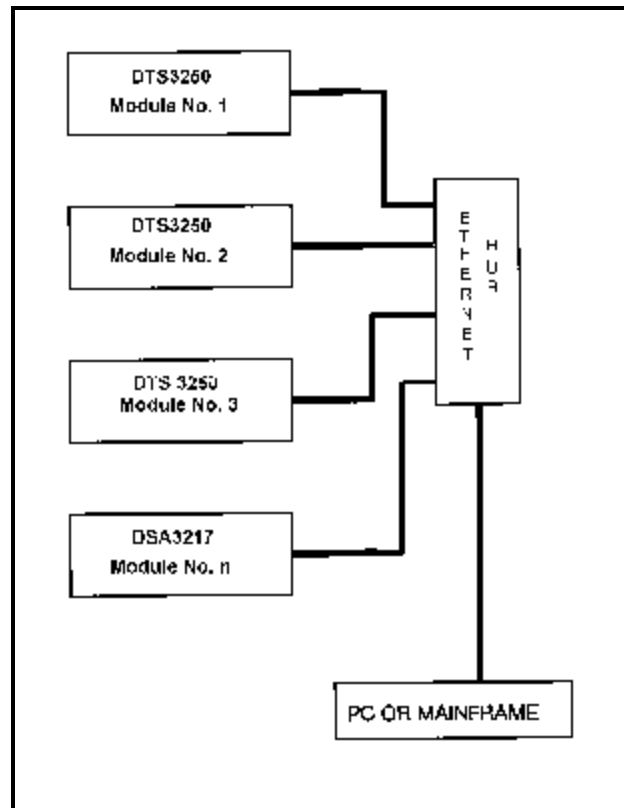 DTS3250
Module No. 1
DTS3250
Module No. 2
DTS 3250
Module No. 3
DSA3217
Module No. n
ETHERNET
HUB
PC OR MAINFRAME